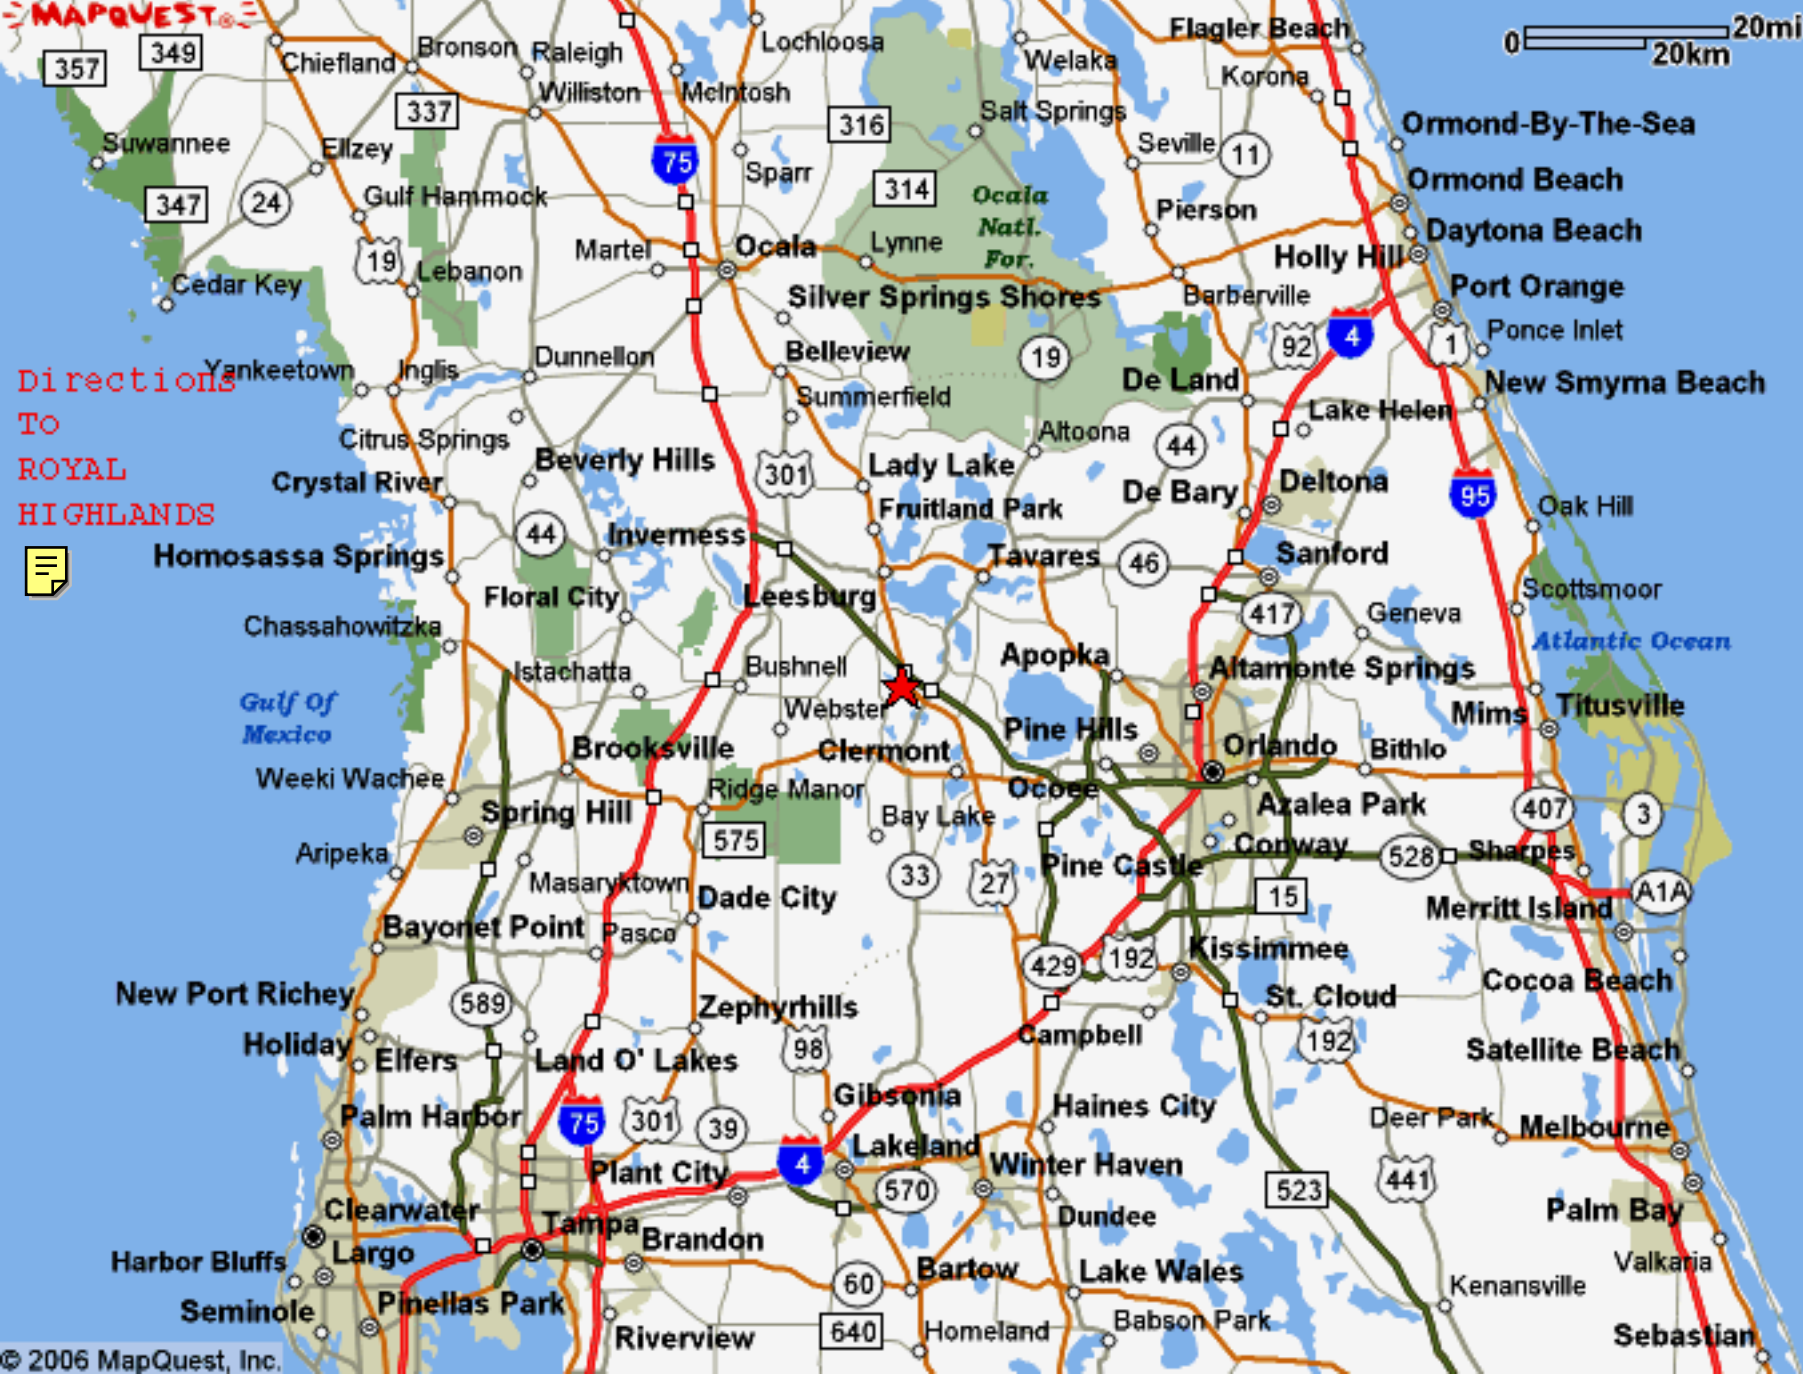 MAPQUEST
Flagler Beach
0 20mi
20km
349
357
Chiefland
Bronson
Raleigh
Lochloosa
Welaka
Korona
337
Williston
McIntosh
316
Salt Springs
Ormond-By-The-Sea
Suwannee
Ellzey
75
Sparr
Seville
11
347
24
Gulf Hammock
314
Ocala
Natl.
For.
Pierson
Ormond Beach
Daytona Beach
19
Lebanon
Martel
Ocala
Lynne
Holly Hill
Cedar Key
Silver Springs Shores
Barberville
Port Orange
4
92
1
Ponce Inlet
Directions
To
ROYAL
HIGHLANDS
Yankeetown
Inglis
Dunnellon
Belleview
19
De Land
New Smyrna Beach
Summerfield
Lake Helen
Citrus Springs
Altoona
44
Crystal River
Beverly Hills
301
Lady Lake
De Bary
Deltona
95
Oak Hill
Fruitland Park
44
Inverness
Homosassa Springs
Tavares
46
Sanford
Floral City
Leesburg
417
Geneva
Scottsmoor
Chassahowitzka
Atlantic Ocean
Istachatta
Bushnell
Apopka
Altamonte Springs
Gulf Of
Mexico
Webster
Pine Hills
Mims
Titusville
Brooksville
Clermont
Orlando
Bithlo
Weeki Wachee
Ridge Manor
Ocoee
Azalea Park
407
3
Spring Hill
575
Bay Lake
Conway
528
Sharpes
Aripeka
33
27
Pine Castle
Masaryktown
Dade City
15
Merritt Island
A1A
Bayonet Point
Pasco
429
192
Kissimmee
Cocoa Beach
New Port Richey
589
Zephyrhills
St. Cloud
Holiday
Elfers
Land O' Lakes
98
Campbell
192
Satellite Beach
Palm Harbor
75
301
39
Gibsonia
Haines City
Deer Park
Melbourne
4
Lakeland
Plant City
570
Winter Haven
523
441
Clearwater
Tampa
Dundee
Palm Bay
Harbor Bluffs
Largo
Brandon
60
Bartow
Lake Wales
Valkaria
Seminole
Pinellas Park
Kenansville
Riverview
640
Homeland
Babson Park
Sebastian
© 2006 MapQuest, Inc.